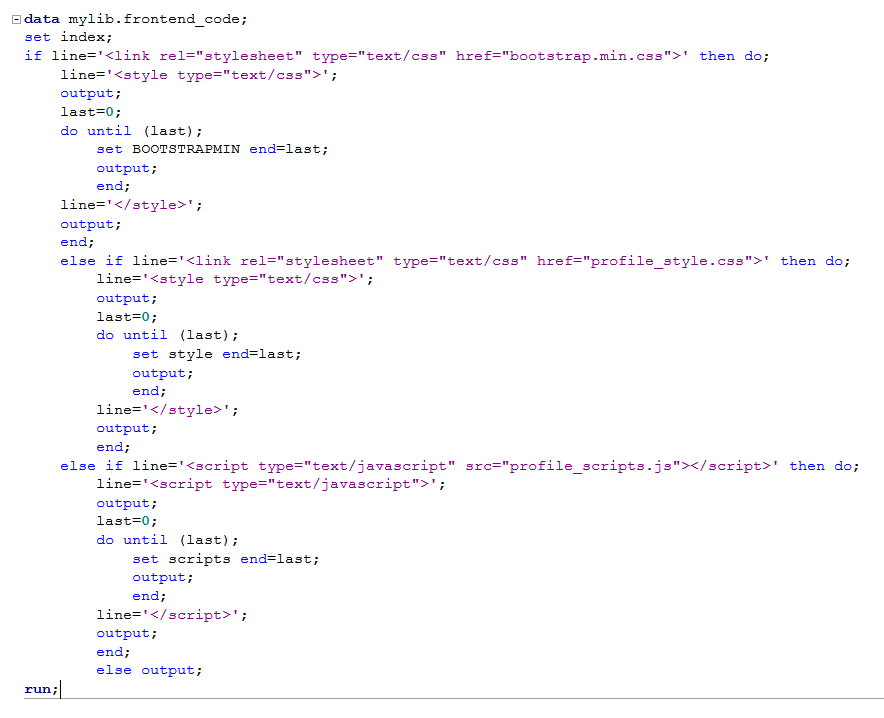 data mylib.frontend_code;
set index;
if line='<link rel="stylesheet" type="text/css" href="bootstrap.min.css">' then do;
    line='<style type="text/css">';
    output;
    last=0;
    do until (last);
        set BOOTSTRAPMIN end=last;
        output;
        end;
    line='</style>';
    output;
    end;
    else if line='<link rel="stylesheet" type="text/css" href="profile_style.css">' then do;
        line='<style type="text/css">';
        output;
        last=0;
        do until (last);
            set style end=last;
            output;
            end;
        line='</style>';
        output;
        end;
    else if line='<script type="text/javascript" src="profile_scripts.js"></script>' then do;
        line='<script type="text/javascript">';
        output;
        last=0;
        do until (last);
            set scripts end=last;
            output;
            end;
        line='</script>';
        output;
        end;
        else output;
run;